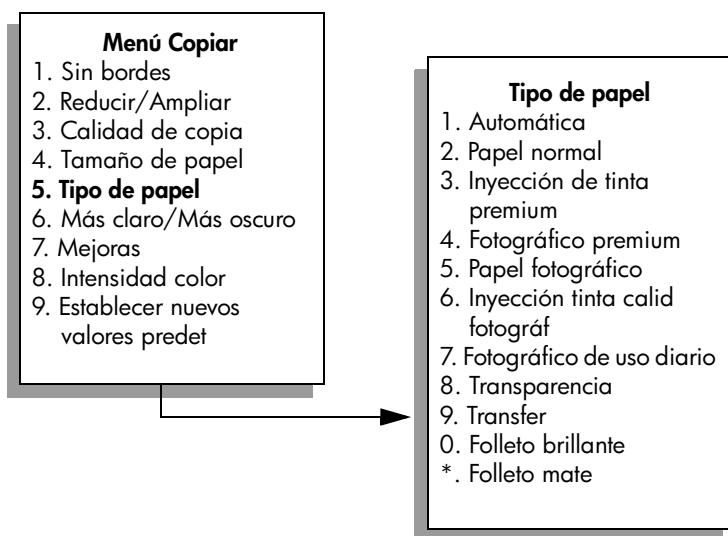 Menú Copiar
1. Sin bordes
2. Reducir/Ampliar
3. Calidad de copia
4. Tamaño de papel
5. Tipo de papel
6. Más claro/Más oscuro
7. Mejoras
8. Intensidad color
9. Establecer nuevos
valores predet
Tipo de papel
1. Automática
2. Papel normal
3. Inyección de tinta
premium
4. Fotográfico premium
5. Papel fotográfico
6. Inyección tinta calid
fotográf
7. Fotográfico de uso diario
8. Transparencia
9. Transfer
0. Folleto brillante
*. Folleto mate